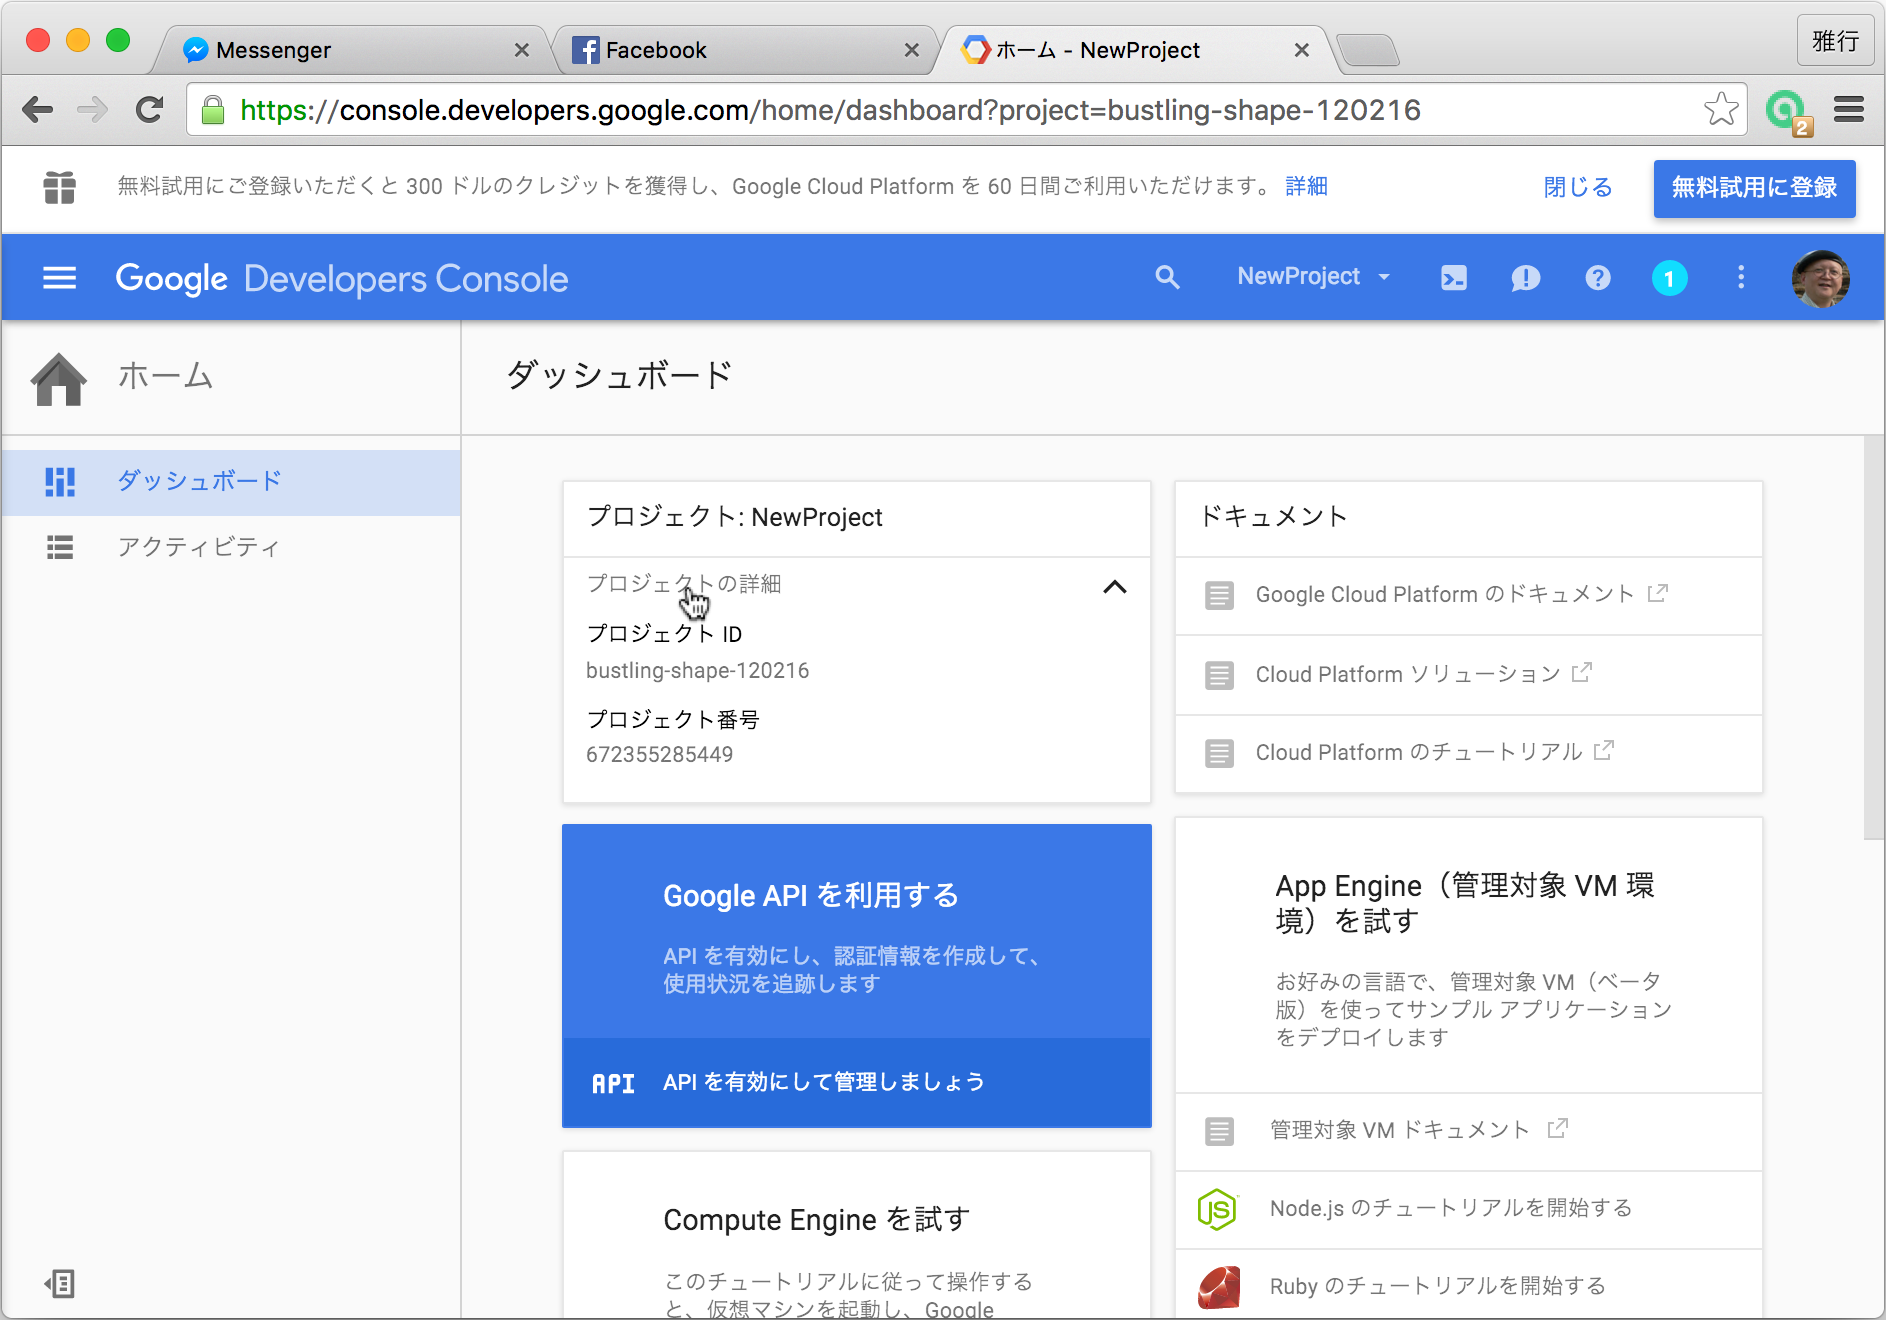 Messenger
Facebook
ホーム - NewProject
雅行
https://console.developers.google.com/home/dashboard?project=bustling-shape-120216
2
無料試用にご登録いただくと 300 ドルのクレジットを獲得し、Google Cloud Platform を 60 日間ご利用いただけます。 詳細
閉じる
無料試用に登録
Google Developers Console
NewProject
1
ホーム
ダッシュボード
ダッシュボード
アクティビティ
プロジェクト: NewProject
プロジェクトの詳細
プロジェクト ID
bustling-shape-120216
プロジェクト番号
672355285449
Google API を利用する
API を有効にし、認証情報を作成して、
使用状況を追跡します
API API を有効にして管理しましょう
Compute Engine を試す
このチュートリアルに従って操作する
と、仮想マシンを起動し、Google
ドキュメント
Google Cloud Platform のドキュメント
Cloud Platform ソリューション
Cloud Platform のチュートリアル
App Engine（管理対象 VM 環
境）を試す
お好みの言語で、管理対象 VM（ベータ
版）を使ってサンプル アプリケーション
をデプロイします
管理対象 VM ドキュメント
JS
Node.js のチュートリアルを開始する
Ruby のチュートリアルを開始する